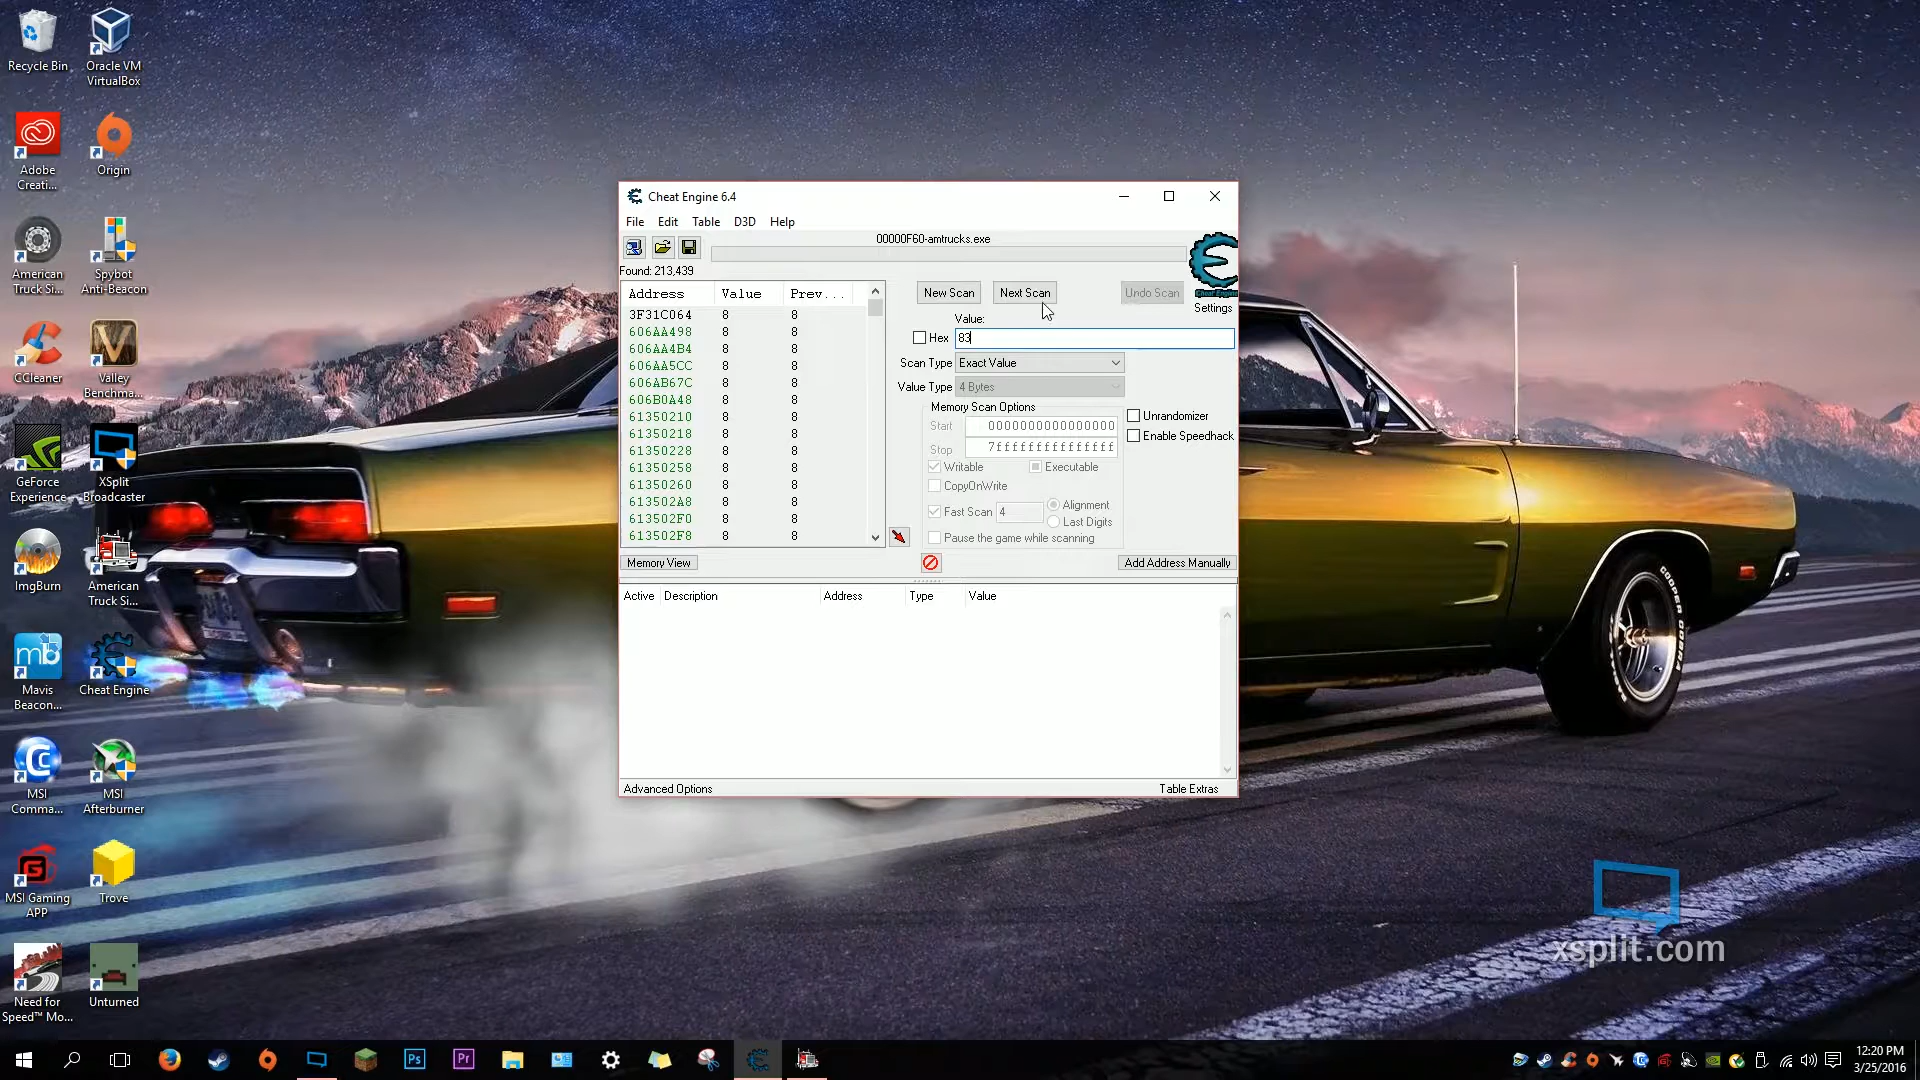 Recycle Bin
Oracle VM
VirtualBox
Adobe
Creati...
Origin
American
Truck Si...
Spybot
Anti-Beacon
CCleaner
Valley
Benchma...
GeForce
Experience
XSplit
Broadcaster
ImgBurn
American
Truck Si...
Mavis
Beacon...
Cheat Engine
MSI
Comma...
MSI
Afterburner
MSI Gaming
APP
Trove
Need for
Speed™ Mo...
Unturned
Cheat Engine 6.4
File Edit Table D3D Help
00000F60-amtrucks.exe
Found: 213,439
Address Value Prev...
3F31C064 8 8
606AA498 8 8
606AA4B4 8 8
606AA5CC 8 8
606AB67C 8 8
606B0A48 8 8
61350210 8 8
61350218 8 8
61350228 8 8
61350258 8 8
61350260 8 8
613502A8 8 8
613502F0 8 8
613502F8 8 8
New Scan Next Scan Undo Scan
Settings
Value:
Hex 83
Scan Type Exact Value
Value Type 4 Bytes
Memory Scan Options
Start 0000000000000000
Stop 7fffffffffffffff
Writable Executable
CopyOnWrite
Fast Scan 4 Alignment
Last Digits
Pause the game while scanning
Unrandomizer
Enable Speedhack
Memory View Add Address Manually
Active Description Address Type Value
Advanced Options Table Extras
xsplit.com
COOPER COBRA
mb
Ps
Pr
12:20 PM
3/25/2016